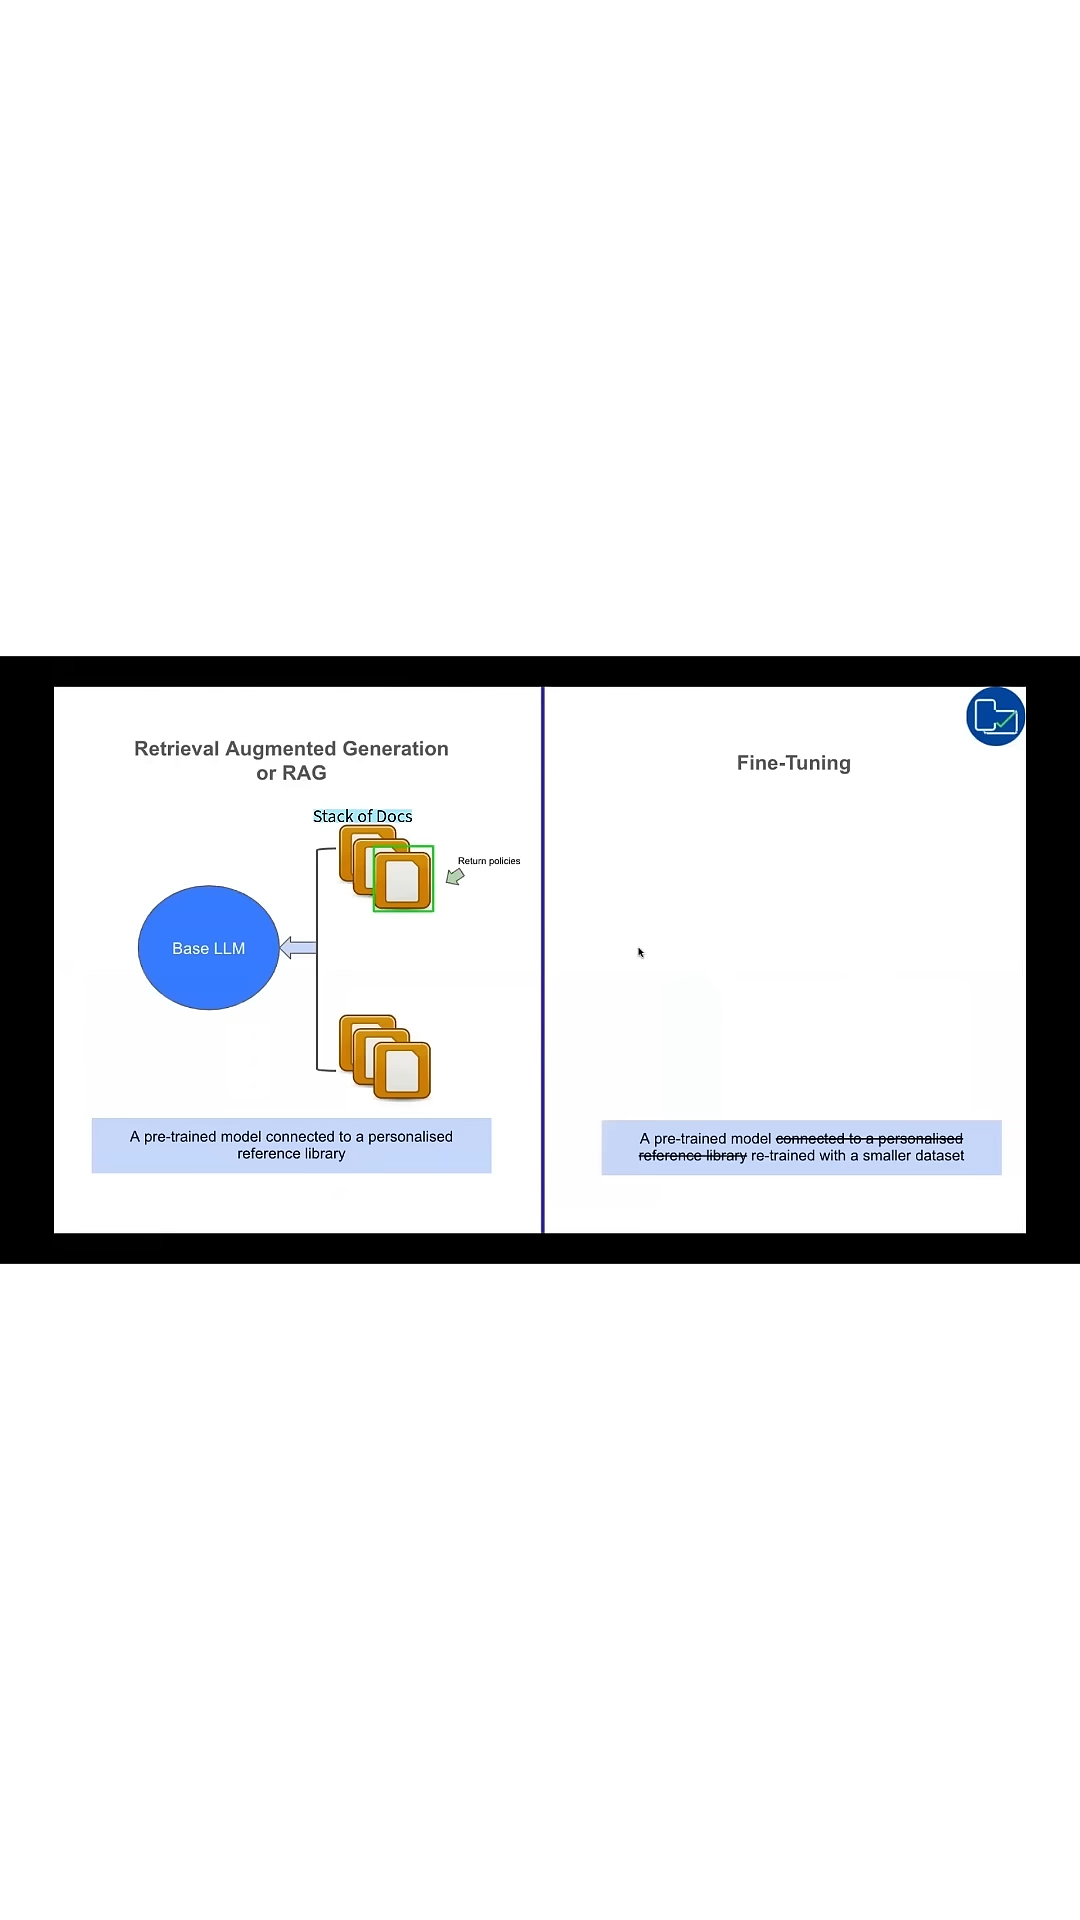 Retrieval Augmented Generation
or RAG
Stack of Docs
Return policies
Base LLM
A pre-trained model connected to a personalised
reference library
Fine-Tuning
A pre-trained model connected to a personalised
reference library re-trained with a smaller dataset